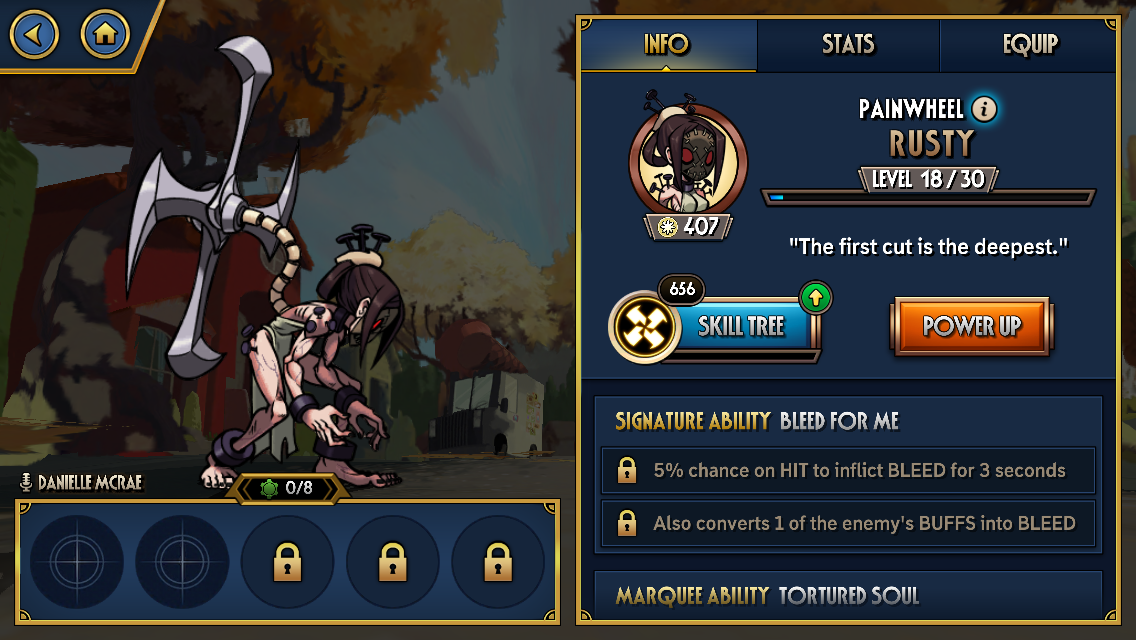 INFO
STATS
EQUIP
PAINWHEEL i
RUSTY
LEVEL 18 / 30
407
"The first cut is the deepest."
656
SKILL TREE
POWER UP
SIGNATURE ABILITY BLEED FOR ME
5% chance on HIT to inflict BLEED for 3 seconds
Also converts 1 of the enemy's BUFFS into BLEED
MARQUEE ABILITY TORTURED SOUL
DANIELLE MCRAE
0/8